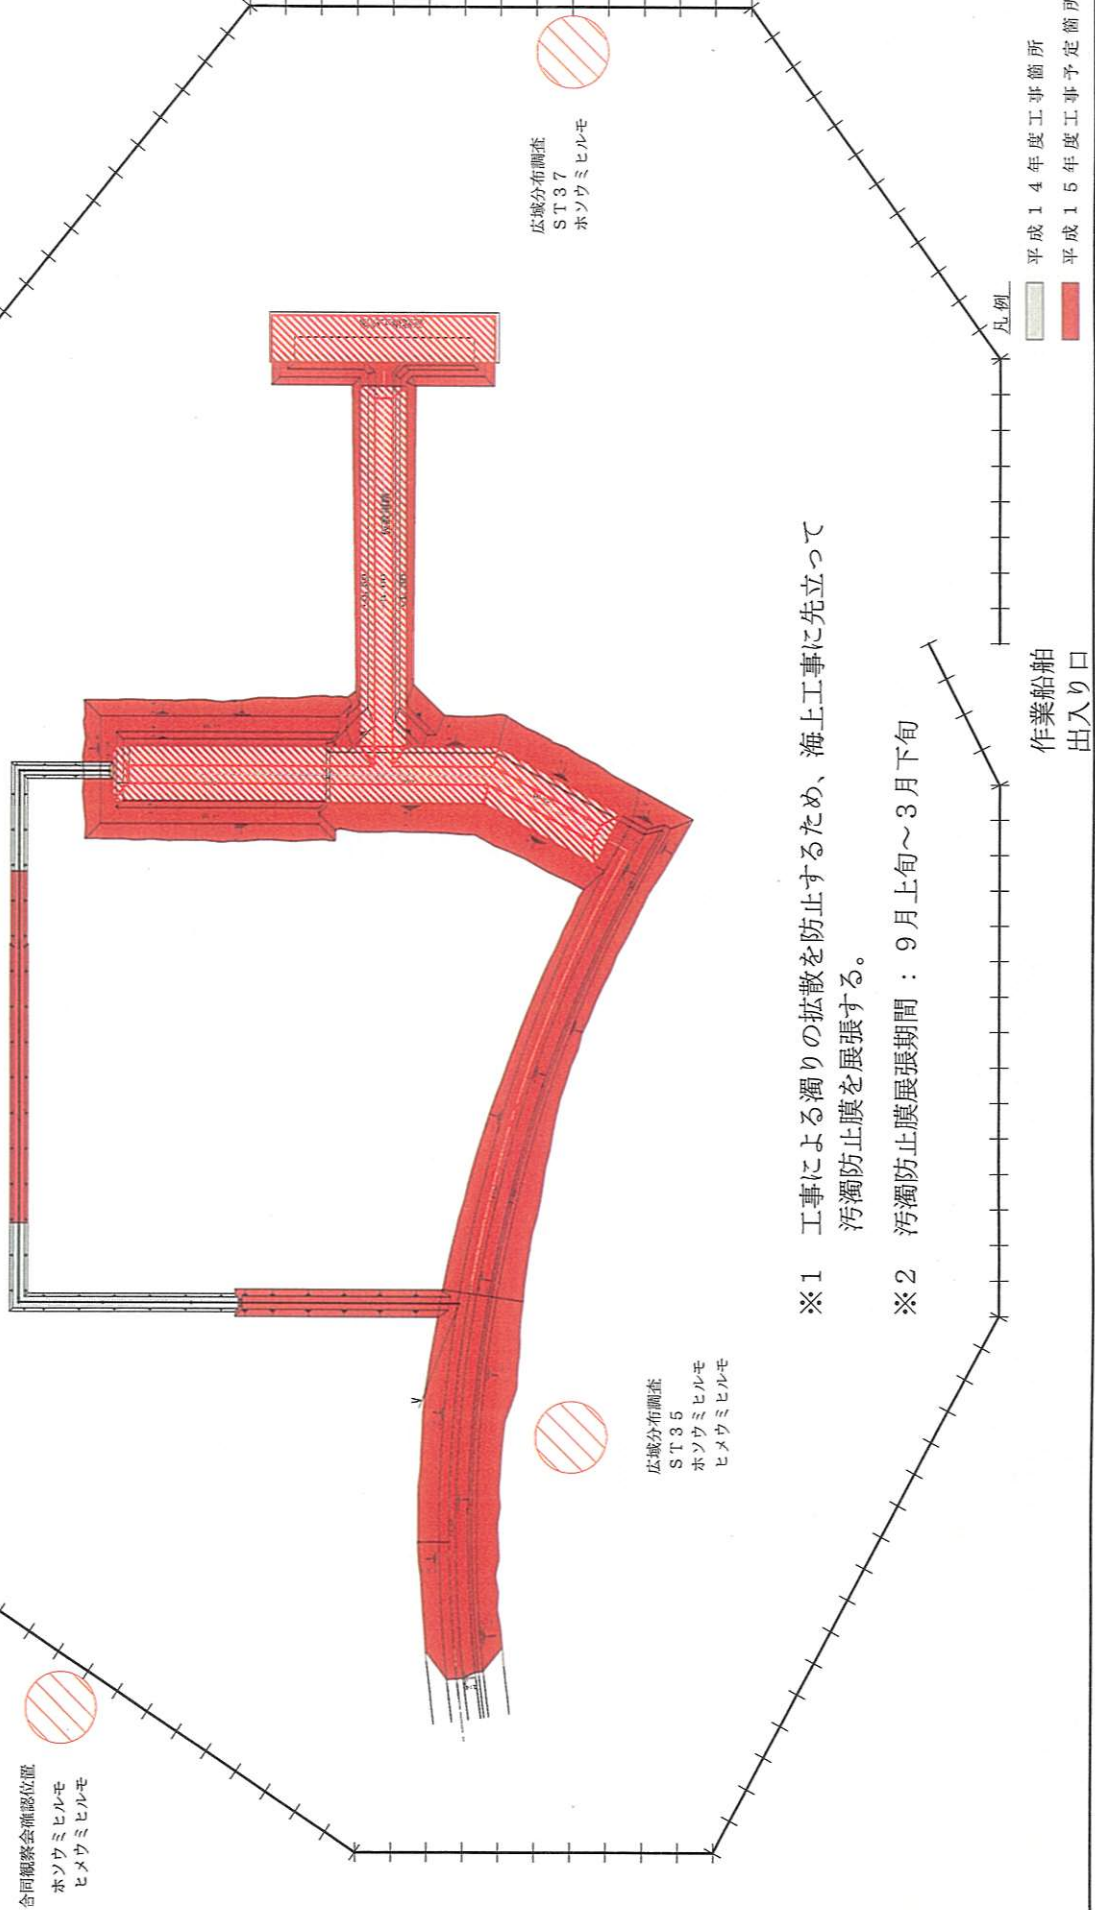 合同観察会確認位置
ホソウミヒルモ
ヒメウミヒルモ
広域分布調査
ST37
ホソウミヒルモ
広域分布調査
ST35
ホソウミヒルモ
ヒメウミヒルモ
※1 工事による濁りの拡散を防止するため、海上工事に先立って
汚濁防止膜を展張する。
※2 汚濁防止膜展張期間:9月上旬~3月下旬
作業船舶
出入り口
凡例
平成14年度工事箇所
平成15年度工事予定箇所